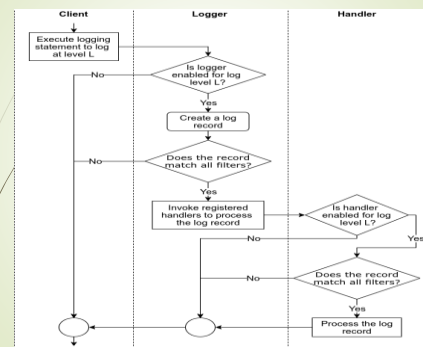 Client
Logger
Handler
Execute logging
statement to log
at level L
Is logger
enabled for log
level L?
No
Yes
Create a log
record
Does the record
match all filters?
No
Yes
Invoke registered
handlers to process
the log record
Is handler
enabled for log
level L?
No
Yes
Does the record
match all filters?
No
Yes
Process the log
record